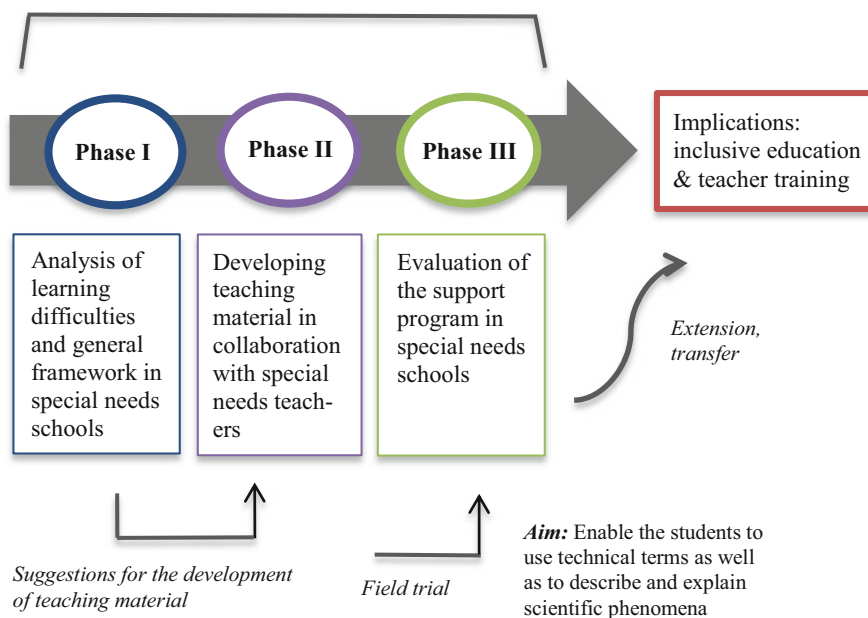 Phase I
Phase II
Phase III
Implications:
inclusive education
& teacher training
Analysis of
learning
difficulties
and general
framework in
special needs
schools
Developing
teaching
material in
collaboration
with special
needs teach-
ers
Evaluation of
the support
program in
special needs
schools
Extension,
transfer
Suggestions for the development
of teaching material
Field trial
Aim: Enable the students to
use technical terms as well
as to describe and explain
scientific phenomena